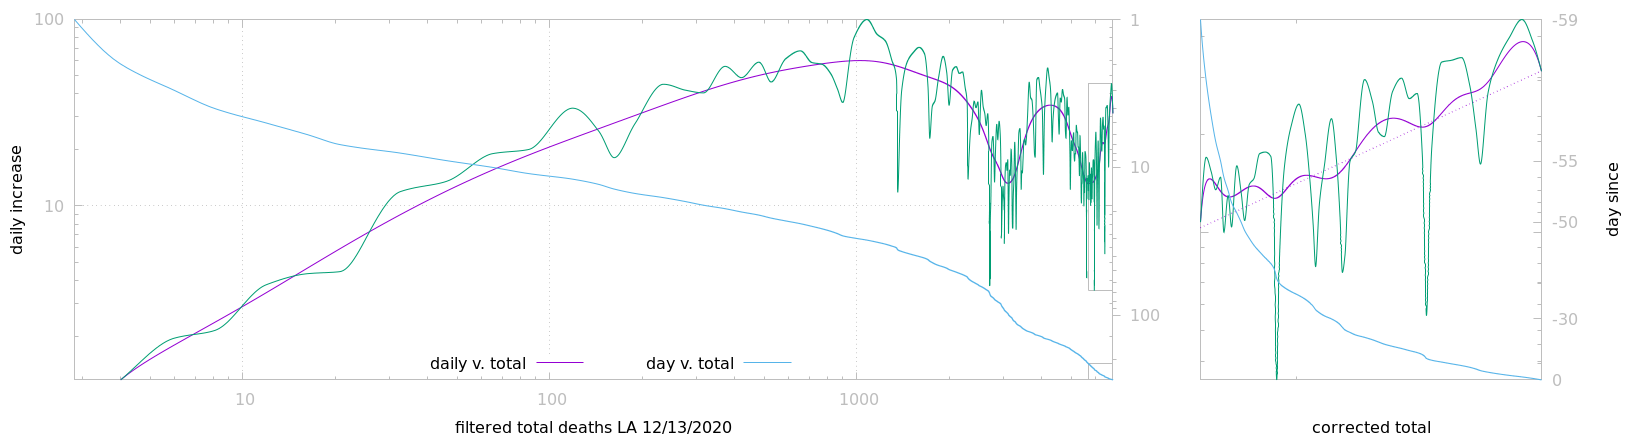 100
10
daily increase
1
10
100
daily v. total
day v. total
10
100
1000
filtered total deaths LA 12/13/2020
-59
-55
-50
-30
0
day since
corrected total